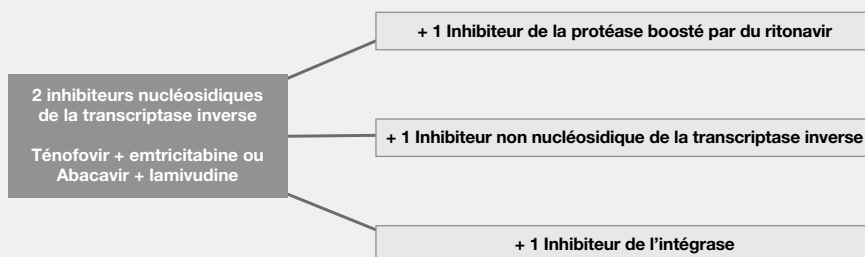 + 1 Inhibiteur de la protéase boosté par du ritonavir
2 inhibiteurs nucléosidiques
de la transcriptase inverse
Ténofovir + emtricitabine ou
Abacavir + lamivudine
+ 1 Inhibiteur non nucléosidique de la transcriptase inverse
+ 1 Inhibiteur de l’intégrase